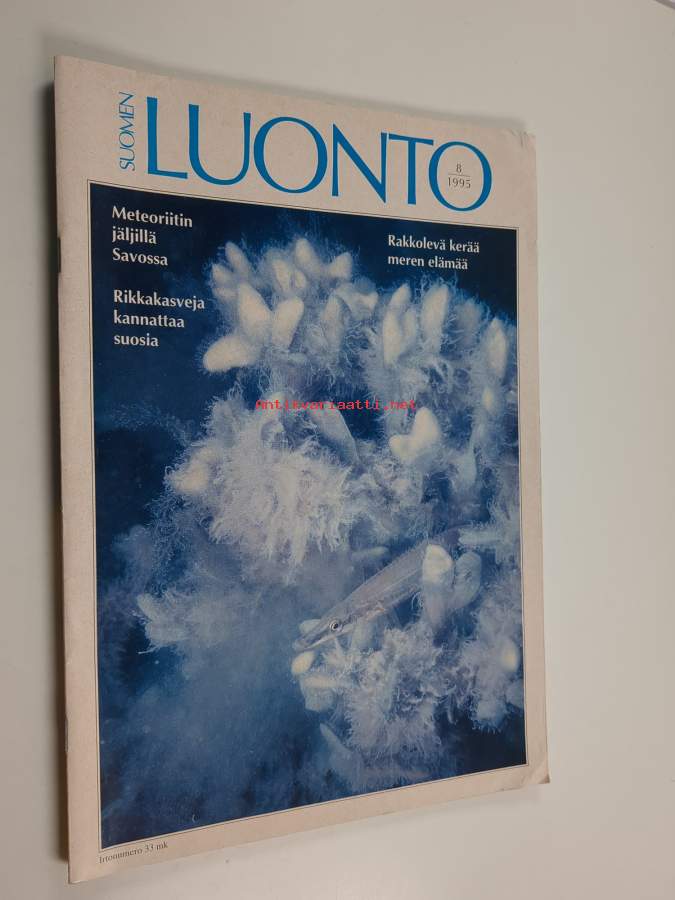 SUOMEN
LUONTO
8
1995
Meteoriitin
jäljillä
Savossa
Rakkolevä kerää
meren elämää
Rikkakasveja
kannattaa
suosia
Antikvariaatti.net
Irtonumero 33 mk